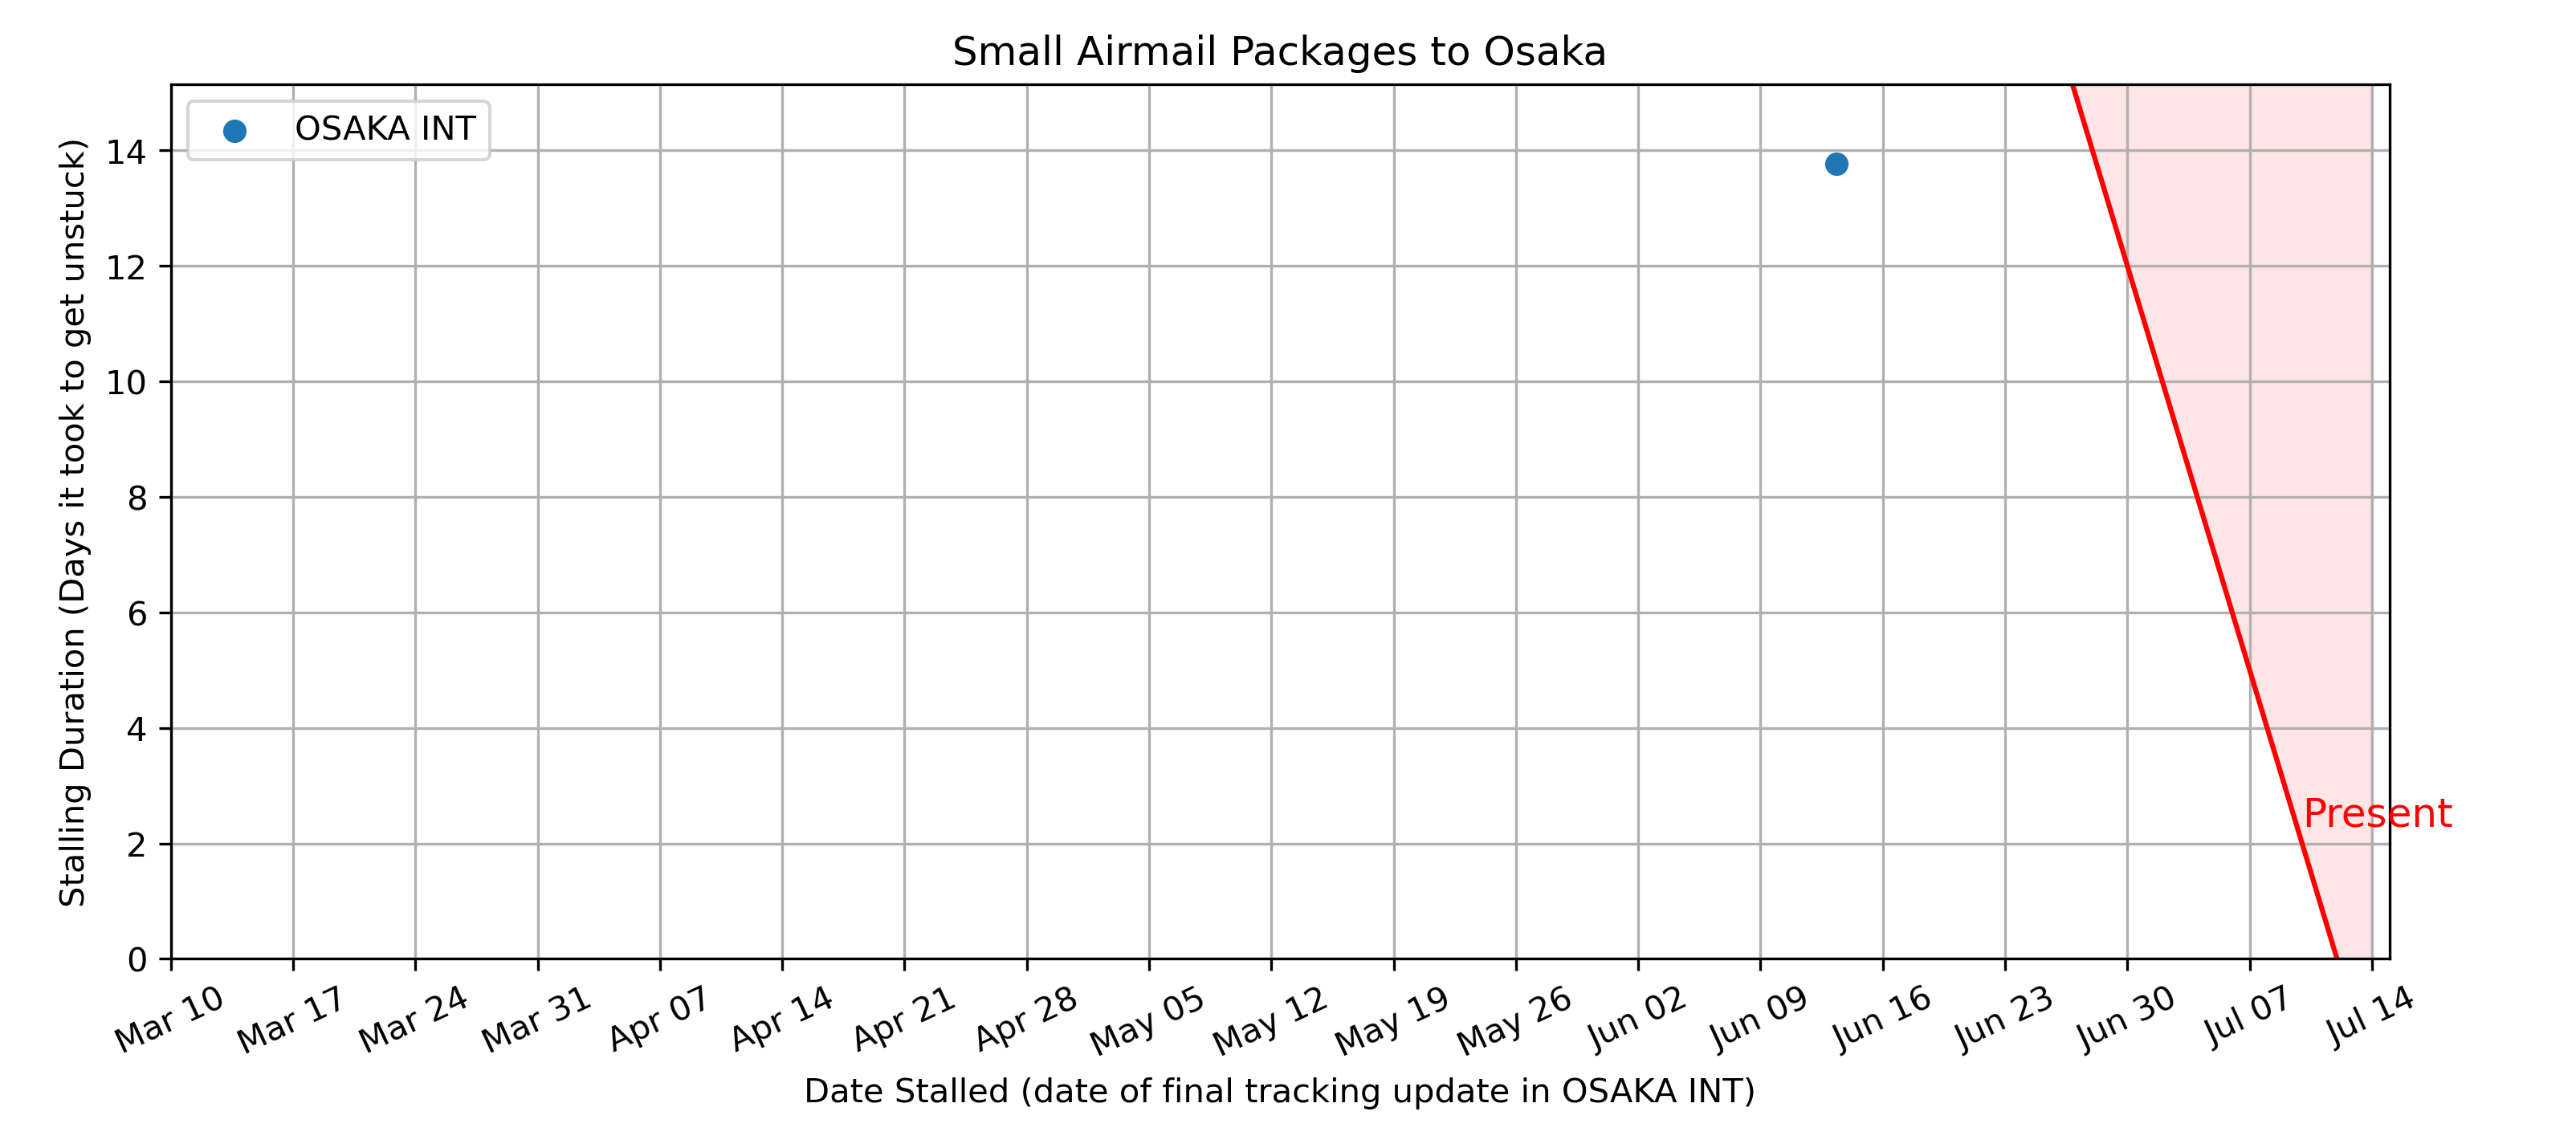 Small Airmail Packages to Osaka
OSAKA INT
Stalling Duration (Days it took to get unstuck)
14
12
10
8
6
4
2
0
Present
Mar 10
Mar 17
Mar 24
Mar 31
Apr 07
Apr 14
Apr 21
Apr 28
May 05
May 12
May 19
May 26
Jun 02
Jun 09
Jun 16
Jun 23
Jun 30
Jul 07
Jul 14
Date Stalled (date of final tracking update in OSAKA INT)